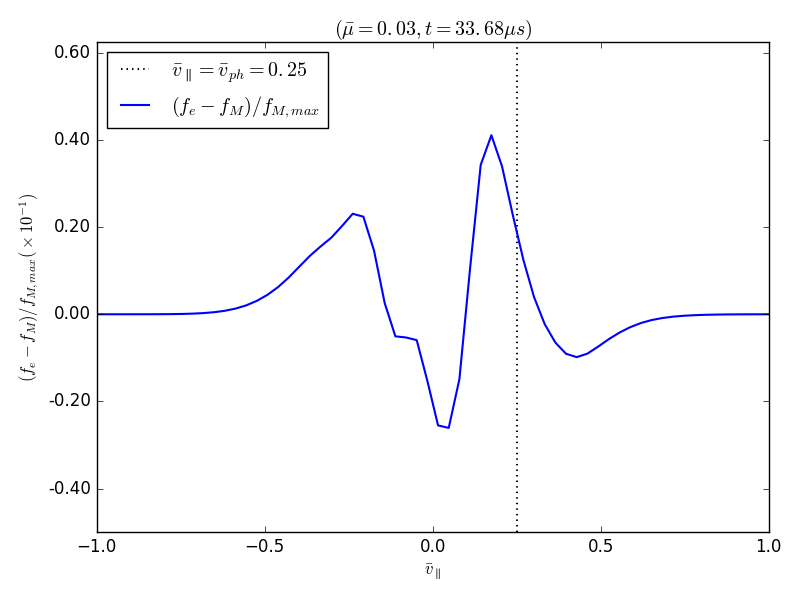 (μ̄ = 0.03, t = 33.68μs)
v̄∥ = v̄ph = 0.25
(fe − fM)/fM,max
0.60
0.40
0.20
0.00
-0.20
-0.40
(fe − fM)/fM,max(×10⁻¹)
−1.0 −0.5 0.0 0.5 1.0
v̄∥